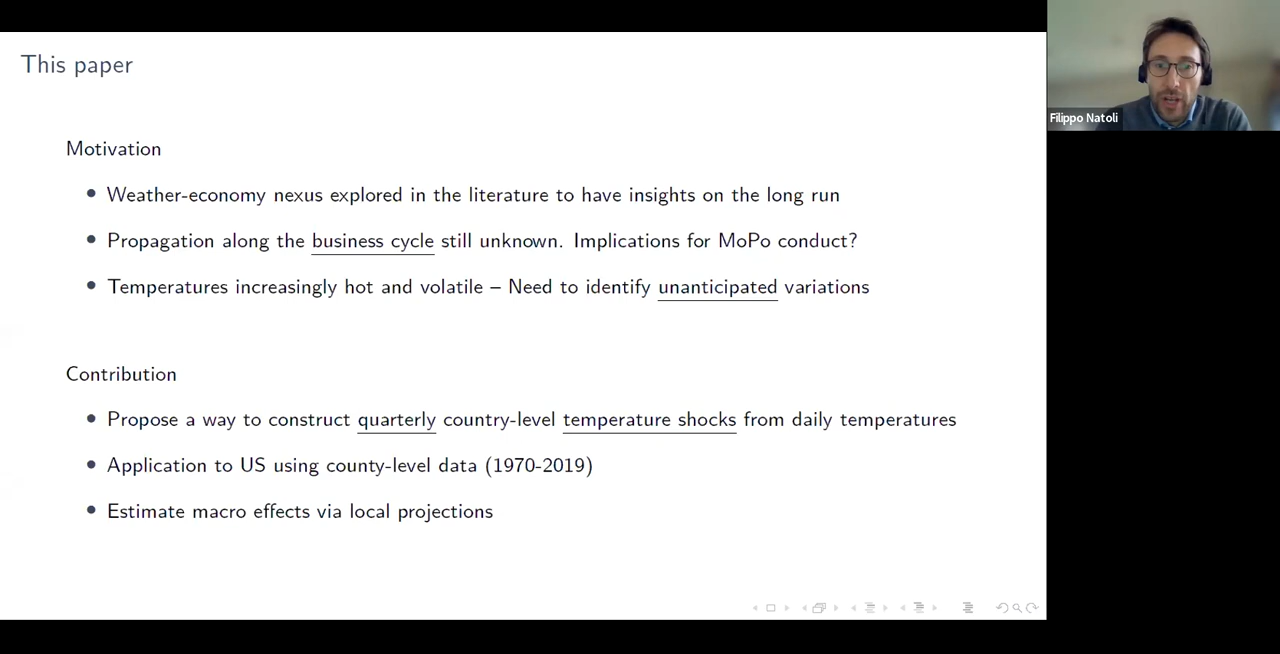 This paper
Motivation
• Weather-economy nexus explored in the literature to have insights on the long run
• Propagation along the business cycle still unknown. Implications for MoPo conduct?
• Temperatures increasingly hot and volatile – Need to identify unanticipated variations
Contribution
• Propose a way to construct quarterly country-level temperature shocks from daily temperatures
• Application to US using county-level data (1970-2019)
• Estimate macro effects via local projections
Filippo Natoli